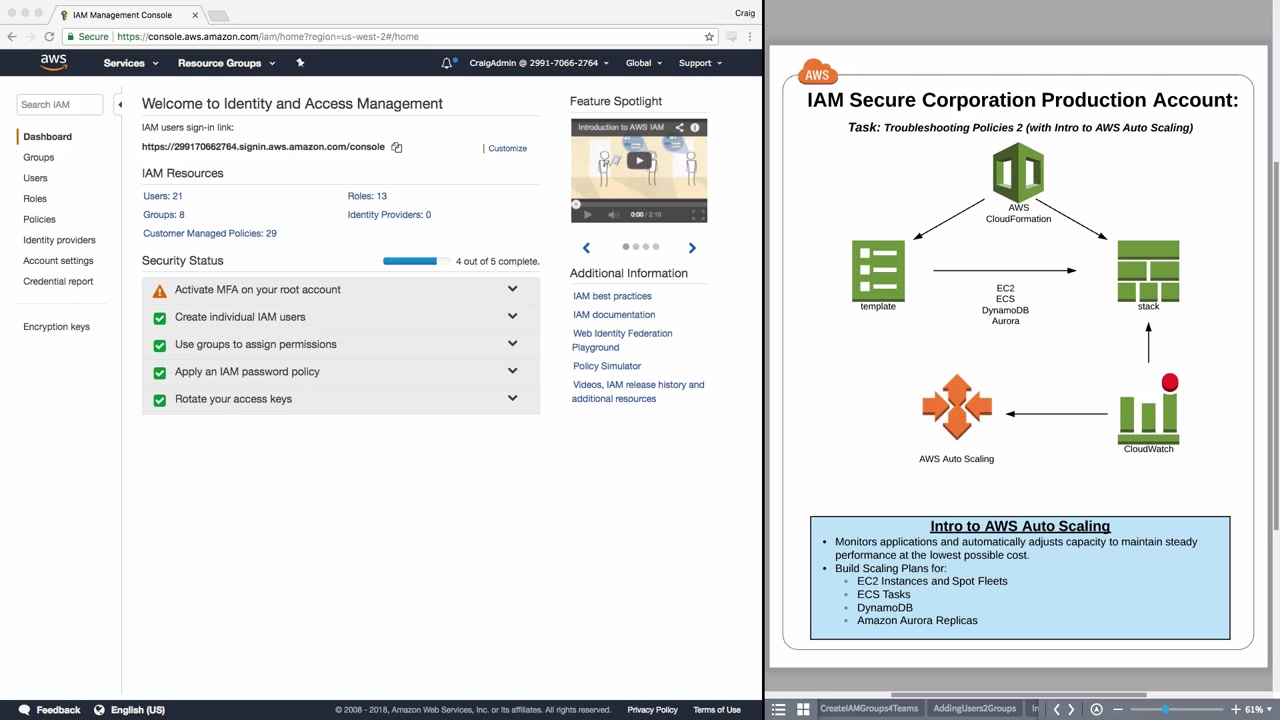 IAM Management Console
Craig
Secure
https://console.aws.amazon.com/iam/home?region=us-west-2#/home
aws
Services
Resource Groups
CraigAdmin @ 2991-7066-2764
Global
Support
Search IAM
Dashboard
Groups
Users
Roles
Policies
Identity providers
Account settings
Credential report
Encryption keys
Welcome to Identity and Access Management
IAM users sign-in link:
https://299170662764.signin.aws.amazon.com/console
Customize
IAM Resources
Users: 21
Roles: 13
Groups: 8
Identity Providers: 0
Customer Managed Policies: 29
Security Status
4 out of 5 complete.
Activate MFA on your root account
Create individual IAM users
Use groups to assign permissions
Apply an IAM password policy
Rotate your access keys
Feature Spotlight
Introduction to AWS IAM
0:00 / 2:18
Additional Information
IAM best practices
IAM documentation
Web Identity Federation
Playground
Policy Simulator
Videos, IAM release history and
additional resources
Feedback
English (US)
© 2008 - 2018, Amazon Web Services, Inc. or its affiliates. All rights reserved.
Privacy Policy
Terms of Use
AWS
IAM Secure Corporation Production Account:
Task: Troubleshooting Policies 2 (with Intro to AWS Auto Scaling)
AWS
CloudFormation
template
EC2
ECS
DynamoDB
Aurora
stack
AWS Auto Scaling
CloudWatch
Intro to AWS Auto Scaling
• Monitors applications and automatically adjusts capacity to maintain steady
performance at the lowest possible cost.
• Build Scaling Plans for:
◦ EC2 Instances and Spot Fleets
◦ ECS Tasks
◦ DynamoDB
◦ Amazon Aurora Replicas
CreateIAMGroups4Teams
AddingUsers2Groups
61%